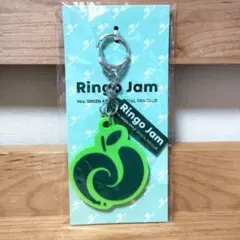 Ringo Jam
Mrs. GREEN APPLE OFFICIAL FAN CLUB
Ringo Jam